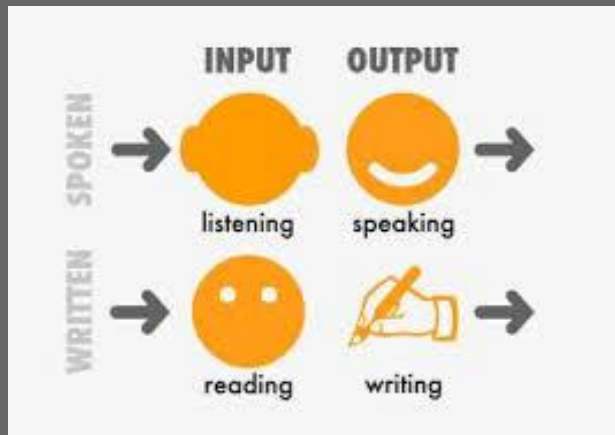 INPUT OUTPUT
SPOKEN
listening speaking
WRITTEN
reading writing